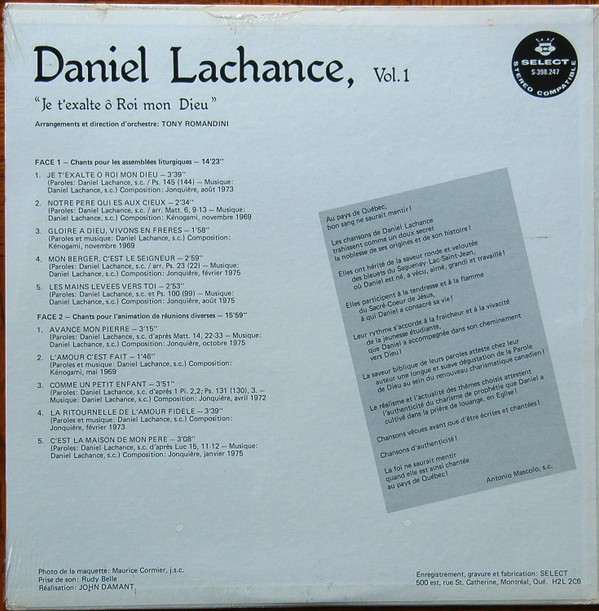 Daniel Lachance, Vol. 1
"Je t'exalte ô Roi mon Dieu"
Arrangements et direction d'orchestre: TONY ROMANDINI
SELECT
S-398.247
STEREO COMPATIBLE
FACE 1 — Chants pour les assemblées liturgiques — 14'23"
1. JE T'EXALTE O ROI MON DIEU — 3'39"
(Paroles: Daniel Lachance, s.c. / Ps. 145 (144) — Musique:
Daniel Lachance, s.c.) Composition: Jonquière, août 1973
2. NOTRE PERE QUI ES AUX CIEUX — 2'34"
(Paroles: Daniel Lachance, s.c. / arr. Matt. 6, 9-13 — Musique:
Daniel Lachance, s.c.) Composition: Kénogami, novembre 1969
3. GLOIRE A DIEU, VIVONS EN FRERES — 1'58"
(Paroles et musique: Daniel Lachance, s.c.) Composition:
Kénogami, novembre 1969
4. MON BERGER, C'EST LE SEIGNEUR — 2'59"
(Paroles: Daniel Lachance, s.c. / arr. Ps. 23 (22) — Musique:
Daniel Lachance, s.c.) Composition: Jonquière, février 1975
5. LES MAINS LEVEES VERS TOI — 2'53"
(Paroles: Daniel Lachance, s.c. et Ps. 100 (99) — Musique:
Daniel Lachance, s.c.) Composition: Jonquière, août 1975
FACE 2 — Chants pour l'animation de réunions diverses — 15'59"
1. AVANCE MON PIERRE — 3'15"
(Paroles: Daniel Lachance, s.c. d'après Matt. 14, 22-33 — Musique:
Daniel Lachance, s.c.) Composition: Jonquière, octobre 1975
2. L'AMOUR C'EST FAIT — 1'46"
(Paroles et musique: Daniel Lachance, s.c.) Composition:
Kénogami, mai 1969
3. COMME UN PETIT ENFANT — 3'51"
(Paroles: Daniel Lachance, s.c. d'après 1 Pi. 2,2; Ps. 131 (130), 3. —
Musique: Daniel Lachance, s.c.) Composition: Jonquière, avril 1972
4. LA RITOURNELLE DE L'AMOUR FIDELE — 3'39"
(Paroles et musique: Daniel Lachance, s.c.) Composition:
Jonquière, février 1973
5. C'EST LA MAISON DE MON PERE — 3'08"
(Paroles: Daniel Lachance, s.c. d'après Luc 15, 11-12 — Musique:
Daniel Lachance, s.c.) Composition: Jonquière, janvier 1975
Au pays de Québec,
bon sang ne saurait mentir !
Les chansons de Daniel Lachance
trahissent comme un doux secret
la noblesse de ses origines et de son histoire !
Elles ont hérité de la saveur ronde et veloutée
des bleuets du Saguenay-Lac-Saint-Jean,
où Daniel est né, a vécu, aimé, grandi et travaillé !
Elles participent à la tendresse et à la flamme
du Sacré-Coeur de Jésus,
à qui Daniel a consacré sa vie !
Leur rythme s'accorde à la fraîcheur et à la vivacité
de la jeunesse étudiante,
que Daniel a accompagnée dans son cheminement
vers Dieu !
La saveur biblique de leurs paroles atteste chez leur
auteur une longue et suave dégustation de la Parole
de Dieu au sein du renouveau charismatique canadien !
Le réalisme et l'actualité des thèmes choisis attestent
l'authenticité du charisme de prophétie que Daniel a
cultivé dans la prière de louange, en Eglise !
Chansons vécues avant que d'être écrites et chantées !
Chansons d'authenticité !
La foi ne saurait mentir
quand elle est ainsi chantée
au pays de Québec !
Antonio Mascolo, s.c.
Photo de la maquette: Maurice Cormier, j.s.c.
Prise de son: Rudy Belle
Réalisation: JOHN DAMANT
Enregistrement, gravure et fabrication: SELECT
500 est, rue St. Catherine, Montréal, Qué. H2L 2C6